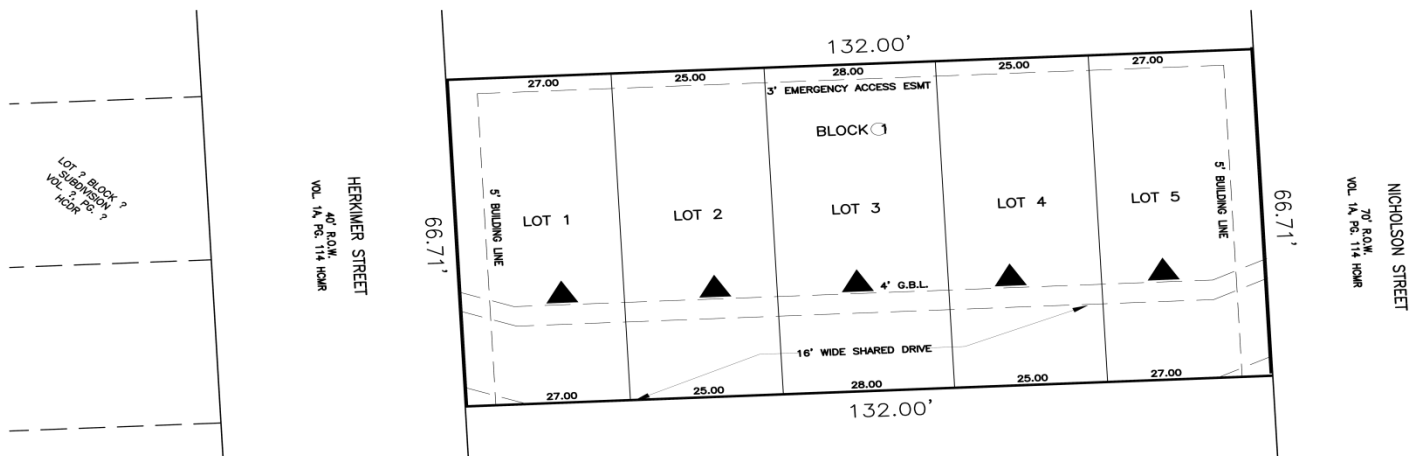 132.00'
27.00
25.00
28.00
25.00
27.00
3' EMERGENCY ACCESS ESMT
BLOCK 1
LOT ? BLOCK ?
SUBDIVISION
VOL. ?, PG. ?
HCDR
HERKIMER STREET
40' R.O.W.
VOL. 1A, PG. 114 HCMR
66.71'
5' BUILDING LINE
LOT 1
LOT 2
LOT 3
LOT 4
LOT 5
5' BUILDING LINE
66.71'
NICHOLSON STREET
70' R.O.W.
VOL. 1A, PG. 114 HCMR
4' G.B.L.
16' WIDE SHARED DRIVE
27.00
25.00
28.00
25.00
27.00
132.00'